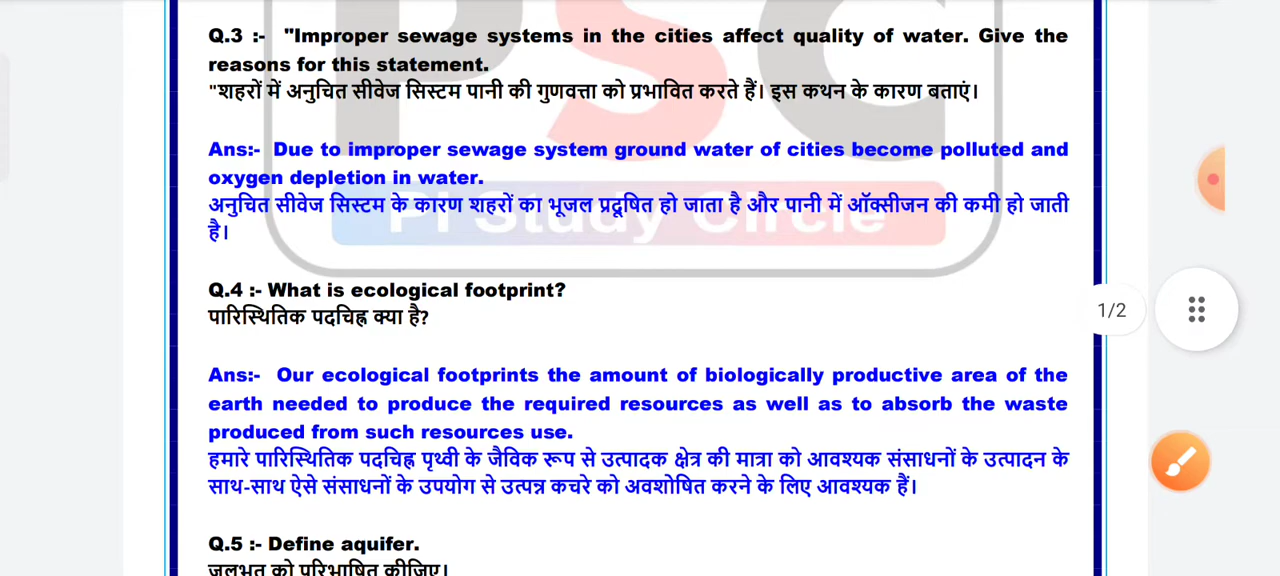 PSC
Q.3 :- "Improper sewage systems in the cities affect quality of water. Give the
reasons for this statement.
"शहरों में अनुचित सीवेज सिस्टम पानी की गुणवत्ता को प्रभावित करते हैं। इस कथन के कारण बताएं।
Ans:- Due to improper sewage system ground water of cities become polluted and
oxygen depletion in water.
अनुचित सीवेज सिस्टम के कारण शहरों का भूजल प्रदूषित हो जाता है और पानी में ऑक्सीजन की कमी हो जाती
है।
Pi Study Circle
Q.4 :- What is ecological footprint?
पारिस्थितिक पदचिह्न क्या है?
1/2
Ans:- Our ecological footprints the amount of biologically productive area of the
earth needed to produce the required resources as well as to absorb the waste
produced from such resources use.
हमारे पारिस्थितिक पदचिह्न पृथ्वी के जैविक रूप से उत्पादक क्षेत्र की मात्रा को आवश्यक संसाधनों के उत्पादन के
साथ-साथ ऐसे संसाधनों के उपयोग से उत्पन्न कचरे को अवशोषित करने के लिए आवश्यक हैं।
Q.5 :- Define aquifer.
जलभृत को परिभाषित कीजिए।